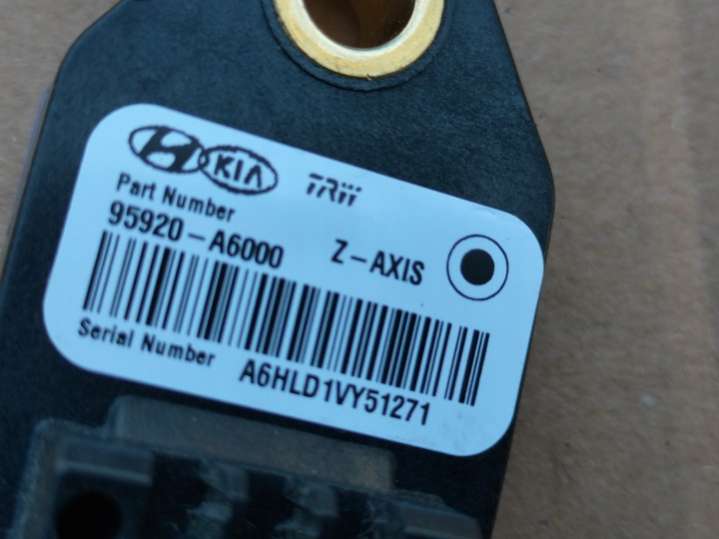 KIA TRW
Part Number
95920-A6000 Z-AXIS
Serial Number A6HLD1VY51271